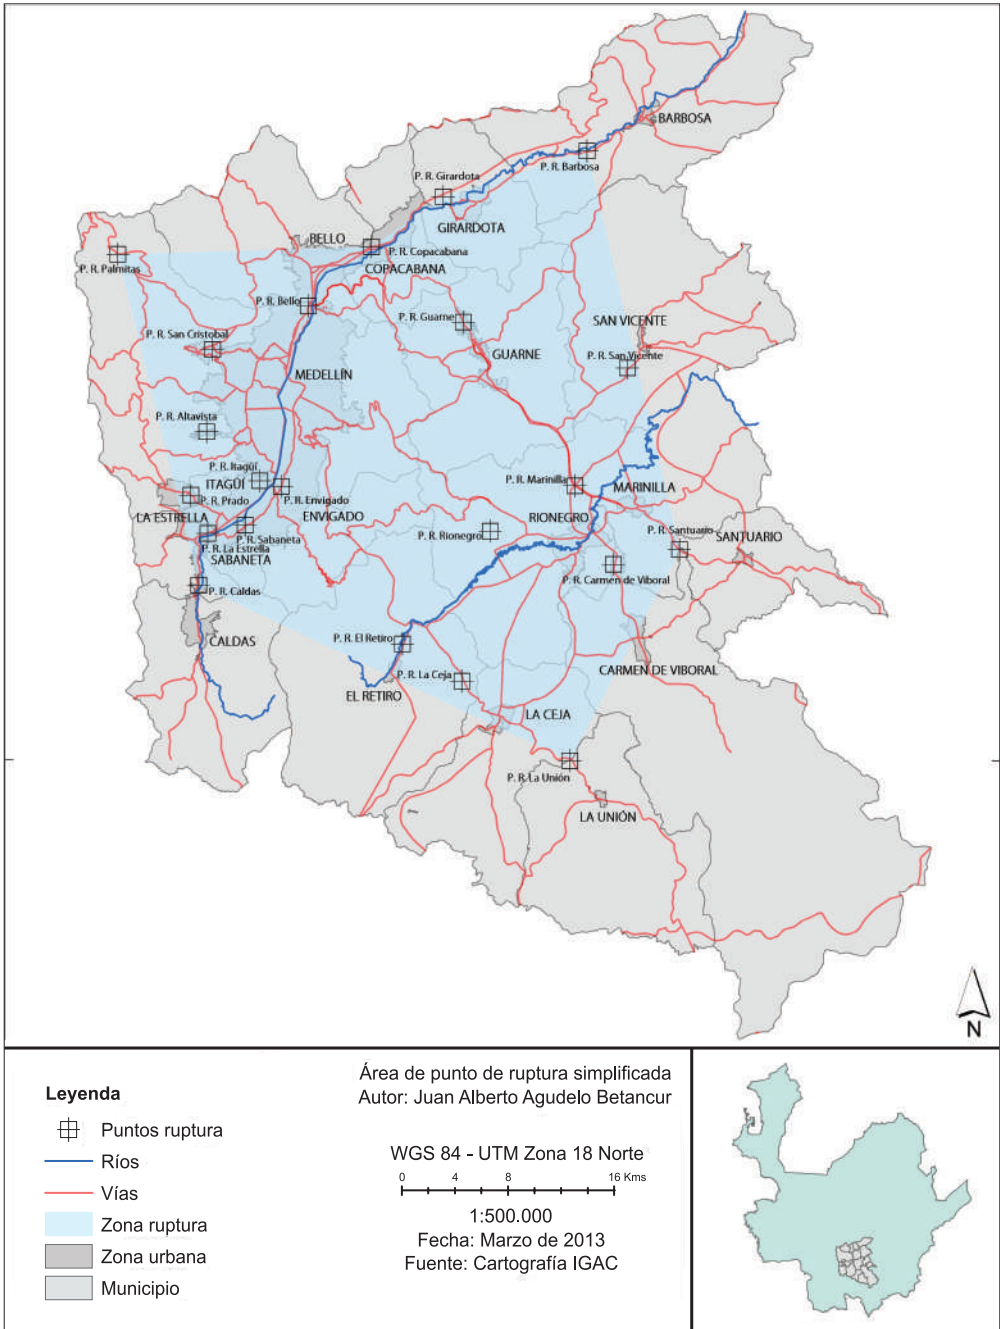 BARBOSA
P. R. Barbosa
P. R. Girardota
GIRARDOTA
BELLO
P. R. Copacabana
COPACABANA
P. R. Palmitas
P. R. Bello
P. R. Guarne
SAN VICENTE
P. R. San Cristobal
GUARNE
P. R. San Vicente
MEDELLÍN
P. R. Altavista
P. R. Itagüí
ITAGÜÍ
P. R. Marinilla
MARINILLA
P. R. Prado
P. R. Envigado
LA ESTRELLA
ENVIGADO
RIONEGRO
P. R. Santuario
P. R. Sabaneta
P. R. Rionegro
SANTUARIO
P. R. La Estrella
SABANETA
P. R. Carmen de Viboral
P. R. Caldas
CALDAS
P. R. El Retiro
P. R. La Ceja
CARMEN DE VIBORAL
EL RETIRO
LA CEJA
P. R. La Unión
LA UNIÓN
N
Leyenda
Puntos ruptura
Ríos
Vías
Zona ruptura
Zona urbana
Municipio
Área de punto de ruptura simplificada
Autor: Juan Alberto Agudelo Betancur
WGS 84 - UTM Zona 18 Norte
0 4 8 16 Kms
1:500.000
Fecha: Marzo de 2013
Fuente: Cartografía IGAC